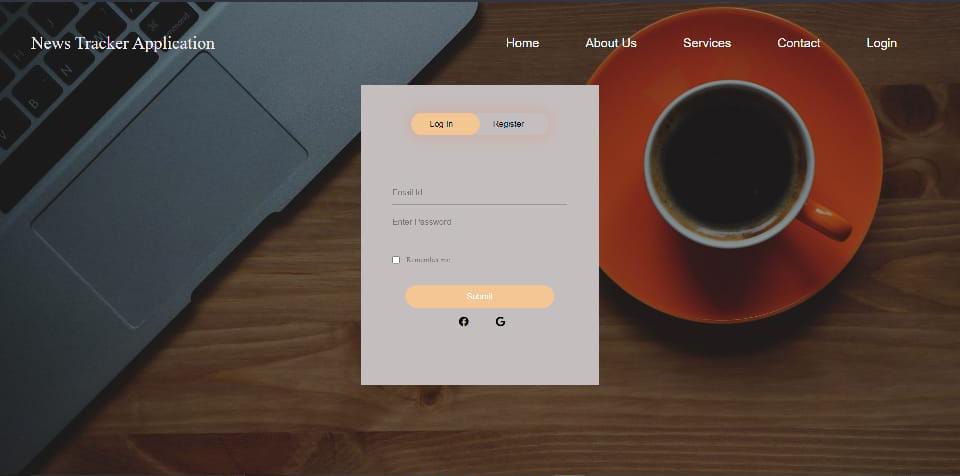 News Tracker Application
Home About Us Services Contact Login
Log In Register
Email Id
Enter Password
Remember me
Submit